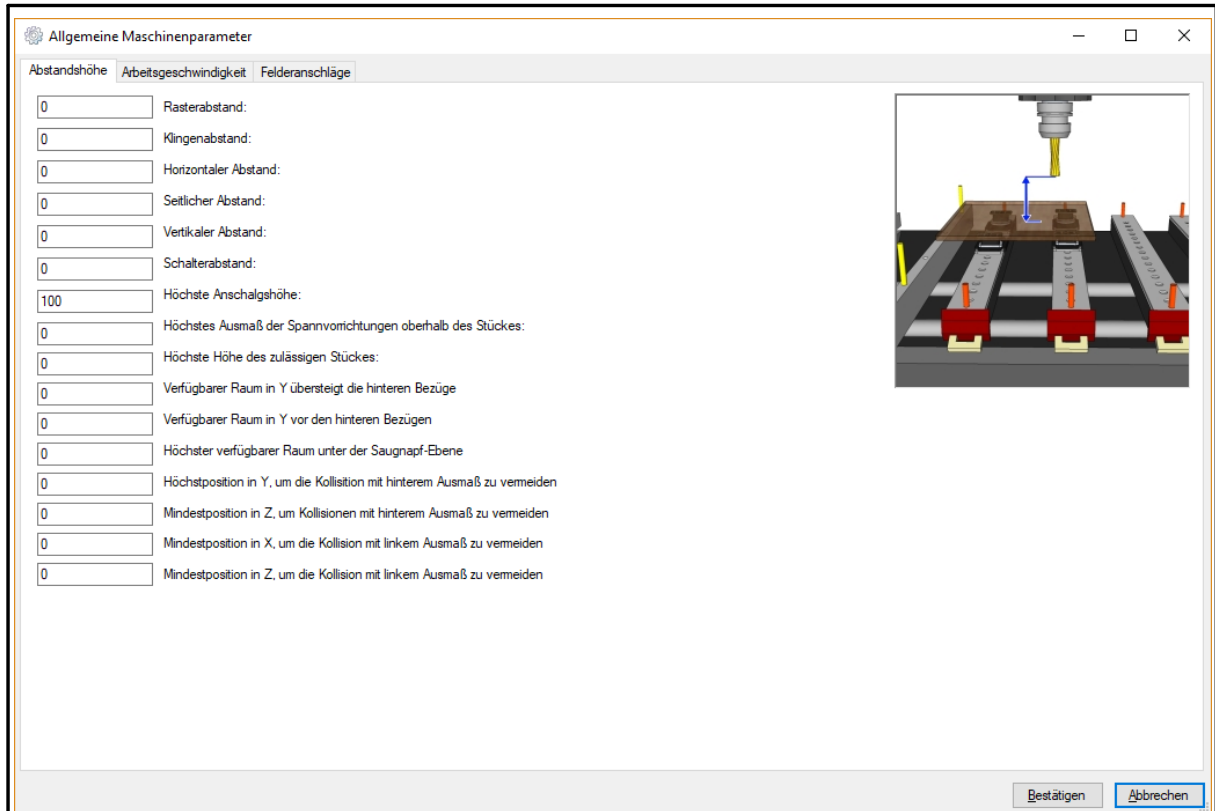 Allgemeine Maschinenparameter
Abstandshöhe Arbeitsgeschwindigkeit Felderanschläge
0 Rasterabstand:
0 Klingenabstand:
0 Horizontaler Abstand:
0 Seitlicher Abstand:
0 Vertikaler Abstand:
0 Schalterabstand:
100 Höchste Anschalgshöhe:
0 Höchstes Ausmaß der Spannvorrichtungen oberhalb des Stückes:
0 Höchste Höhe des zulässigen Stückes:
0 Verfügbarer Raum in Y übersteigt die hinteren Bezüge
0 Verfügbarer Raum in Y vor den hinteren Bezügen
0 Höchster verfügbarer Raum unter der Saugnapf-Ebene
0 Höchstposition in Y, um die Kollisition mit hinterem Ausmaß zu vermeiden
0 Mindestposition in Z, um Kollisionen mit hinterem Ausmaß zu vermeiden
0 Mindestposition in X, um die Kollision mit linkem Ausmaß zu vermeiden
0 Mindestposition in Z, um die Kollision mit linkem Ausmaß zu vermeiden
Bestätigen Abbrechen